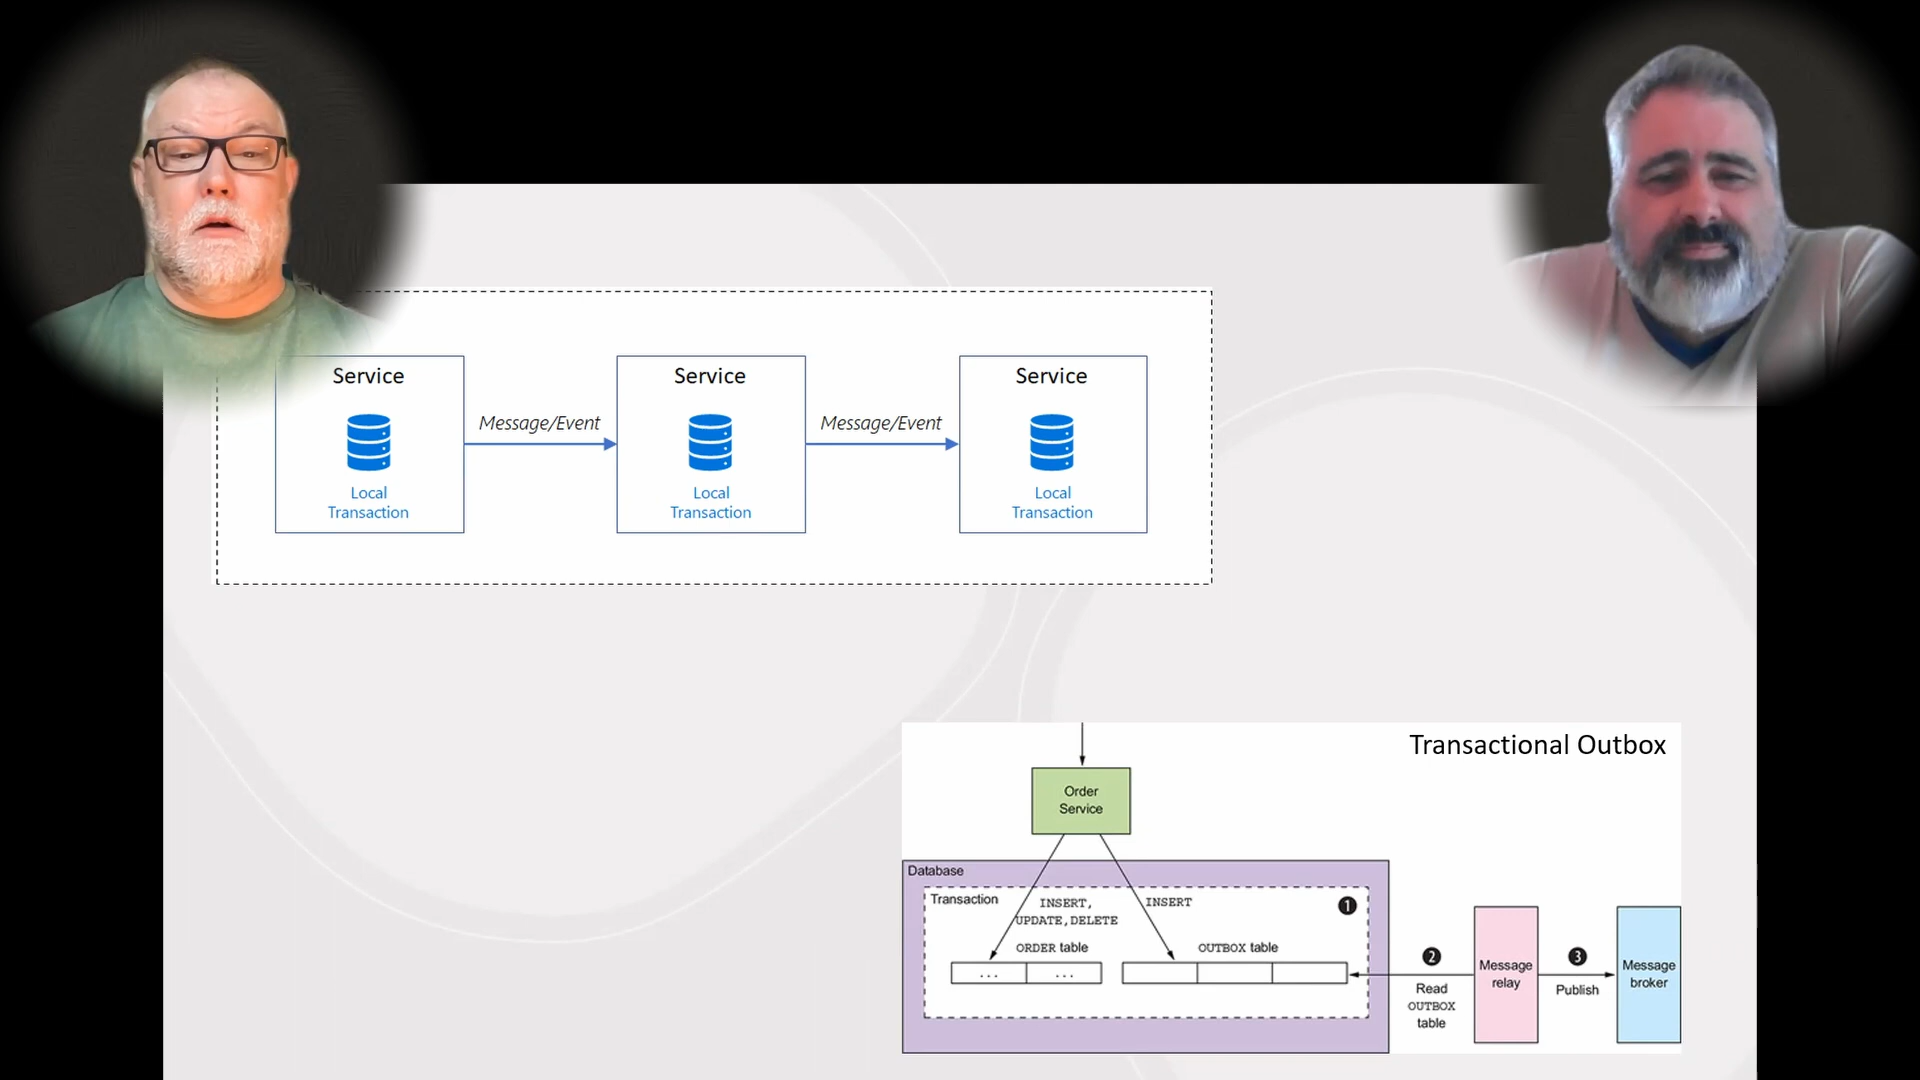 Service
Service
Service
Message/Event
Message/Event
Local
Transaction
Local
Transaction
Local
Transaction
Transactional Outbox
Order
Service
Database
Transaction
INSERT,
UPDATE,DELETE
INSERT
1
ORDER table
OUTBOX table
... ...
2
Read
OUTBOX
table
Message
relay
3
Publish
Message
broker